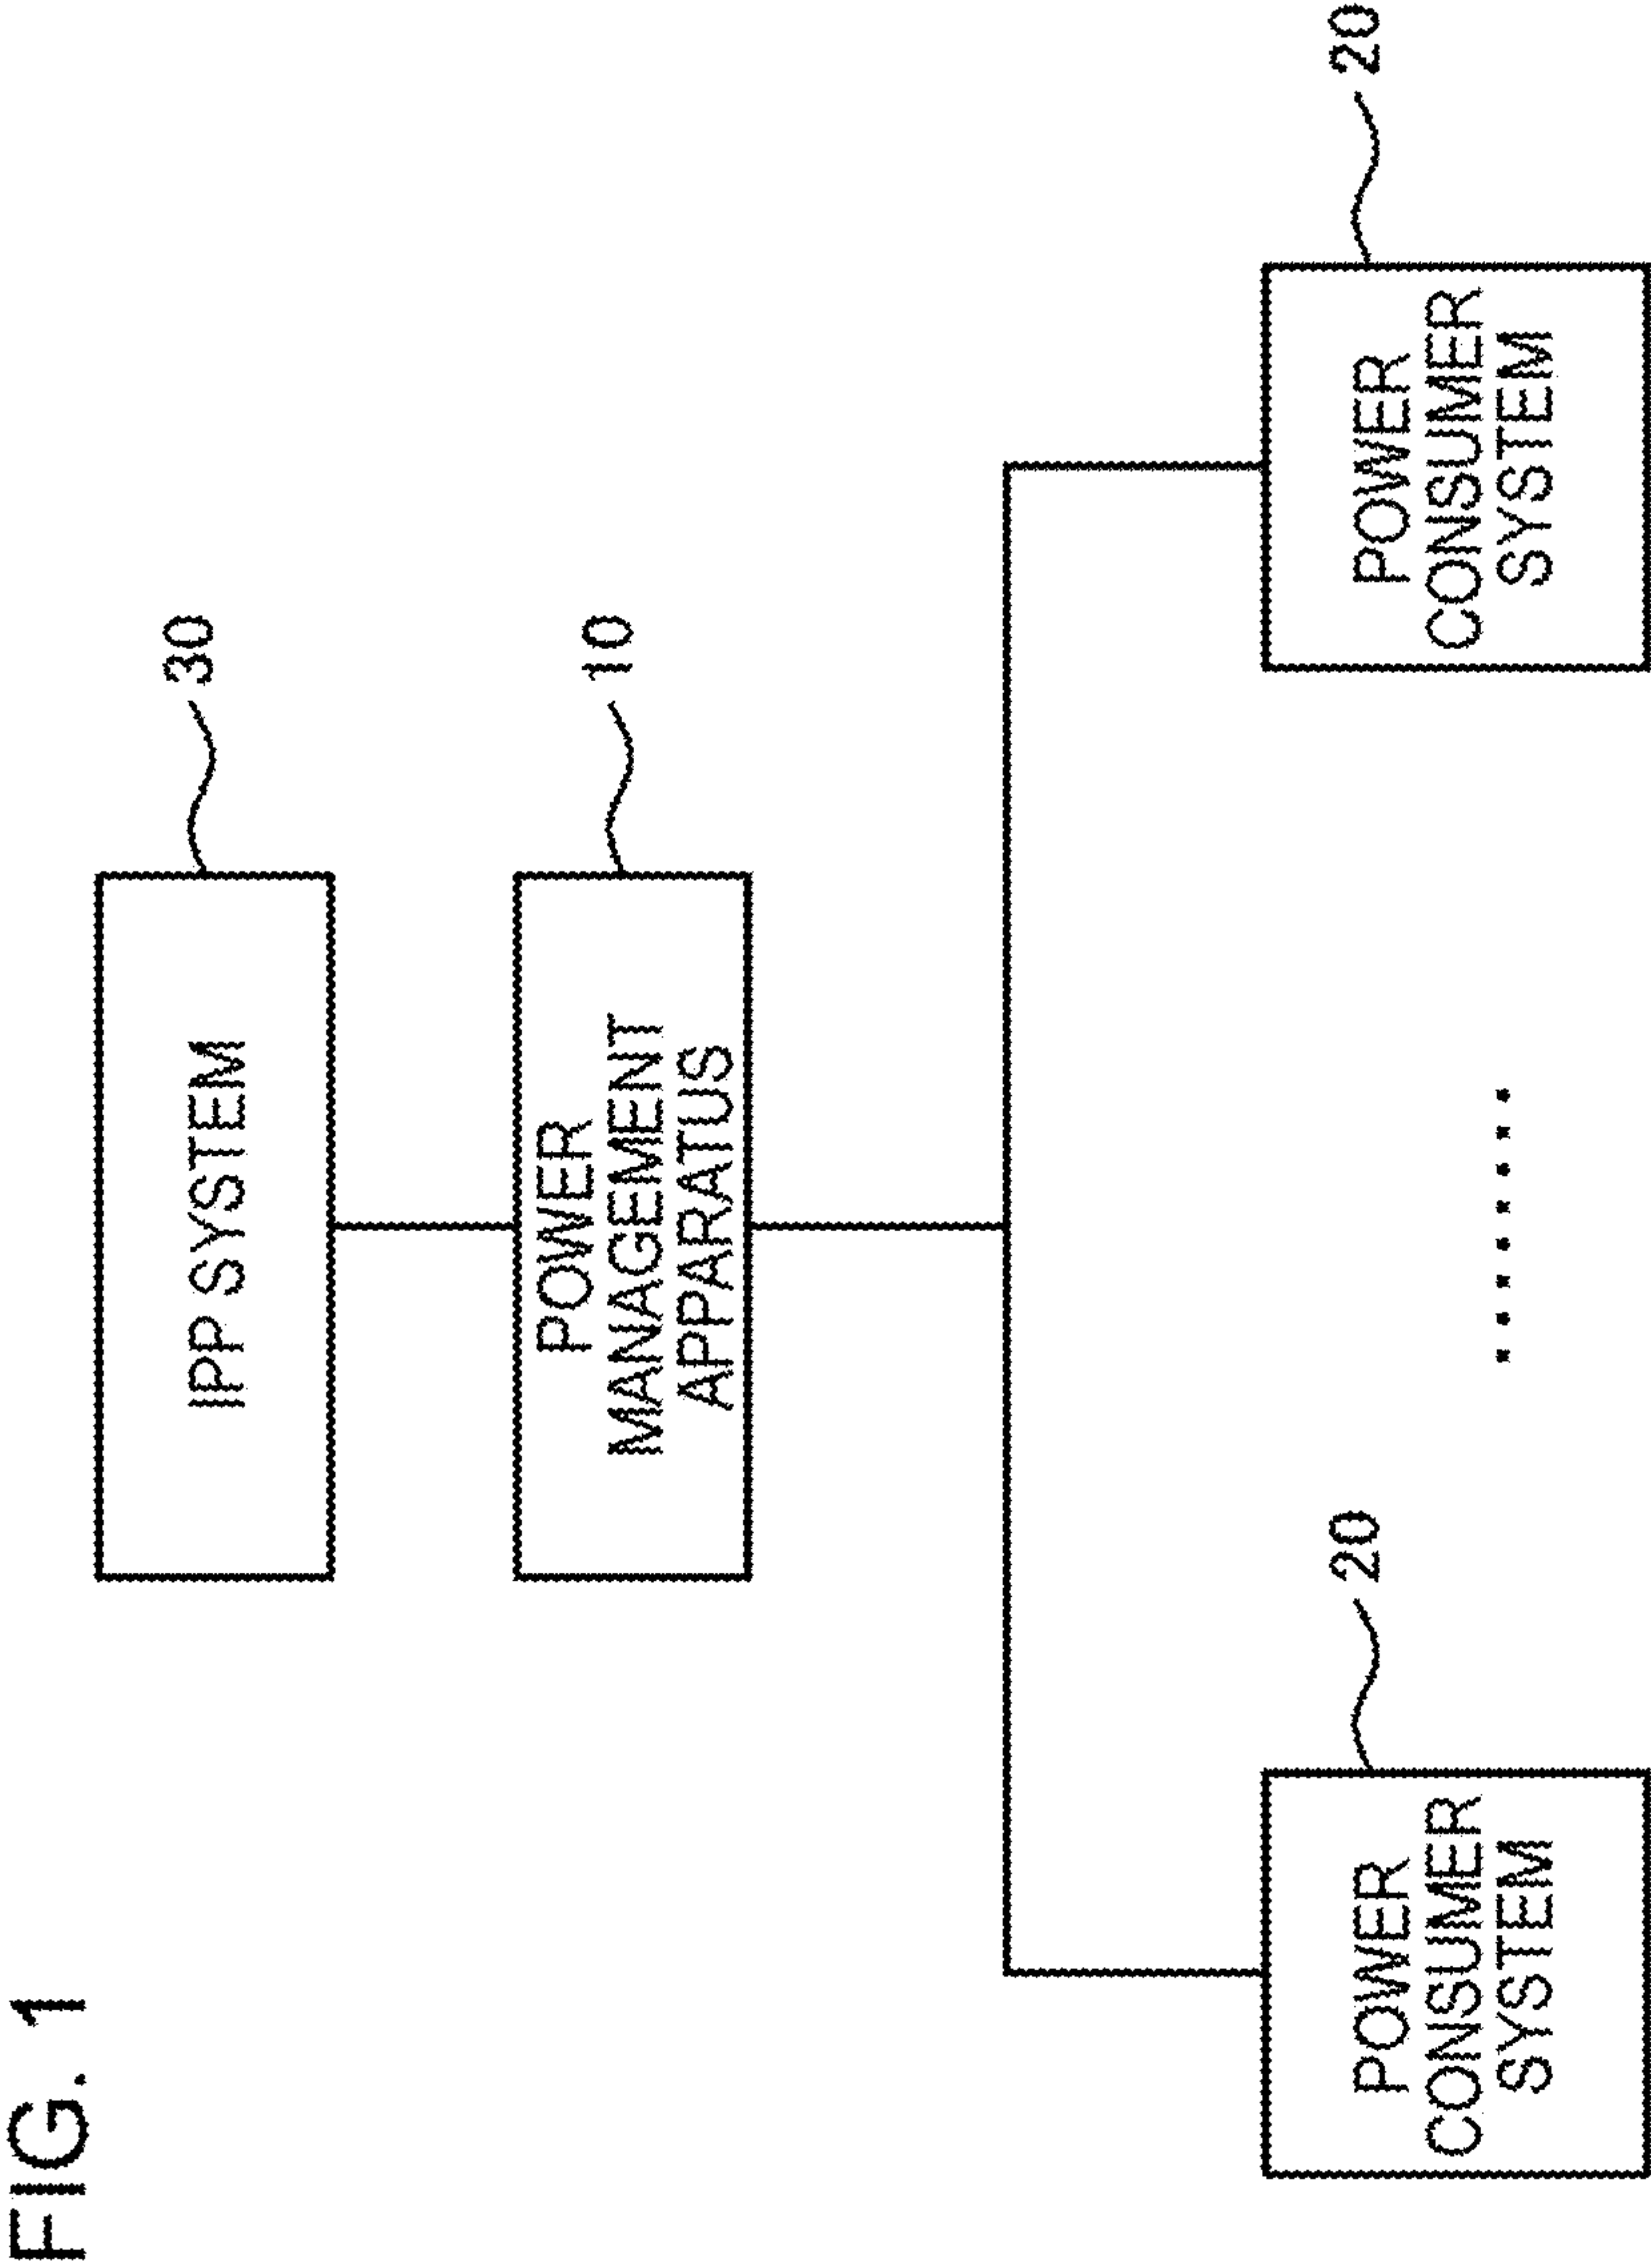 FIG. 1
IPP SYSTEM
30
POWER
MANAGEMENT
APPARATUS
10
POWER
CONSUMER
SYSTEM
20
POWER
CONSUMER
SYSTEM
20